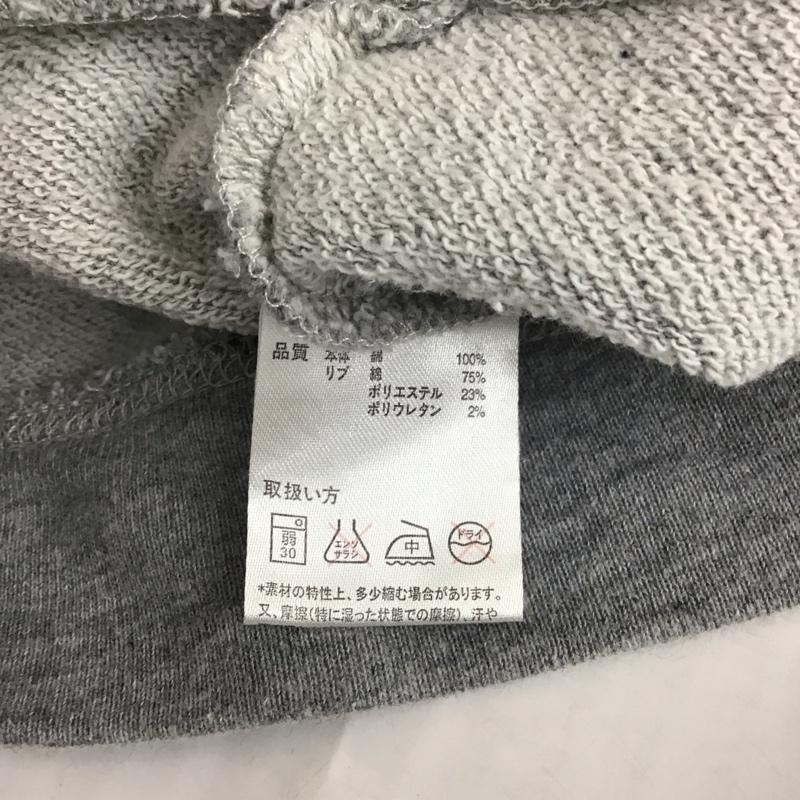 品質 本体 綿 100%
リブ 綿 75%
ポリエステル 23%
ポリウレタン 2%
取扱い方
弱 30
エンソ サラシ
中
ドライ
*素材の特性上、多少縮む場合があります。
又、摩擦(特に湿った状態での摩擦)、汗や